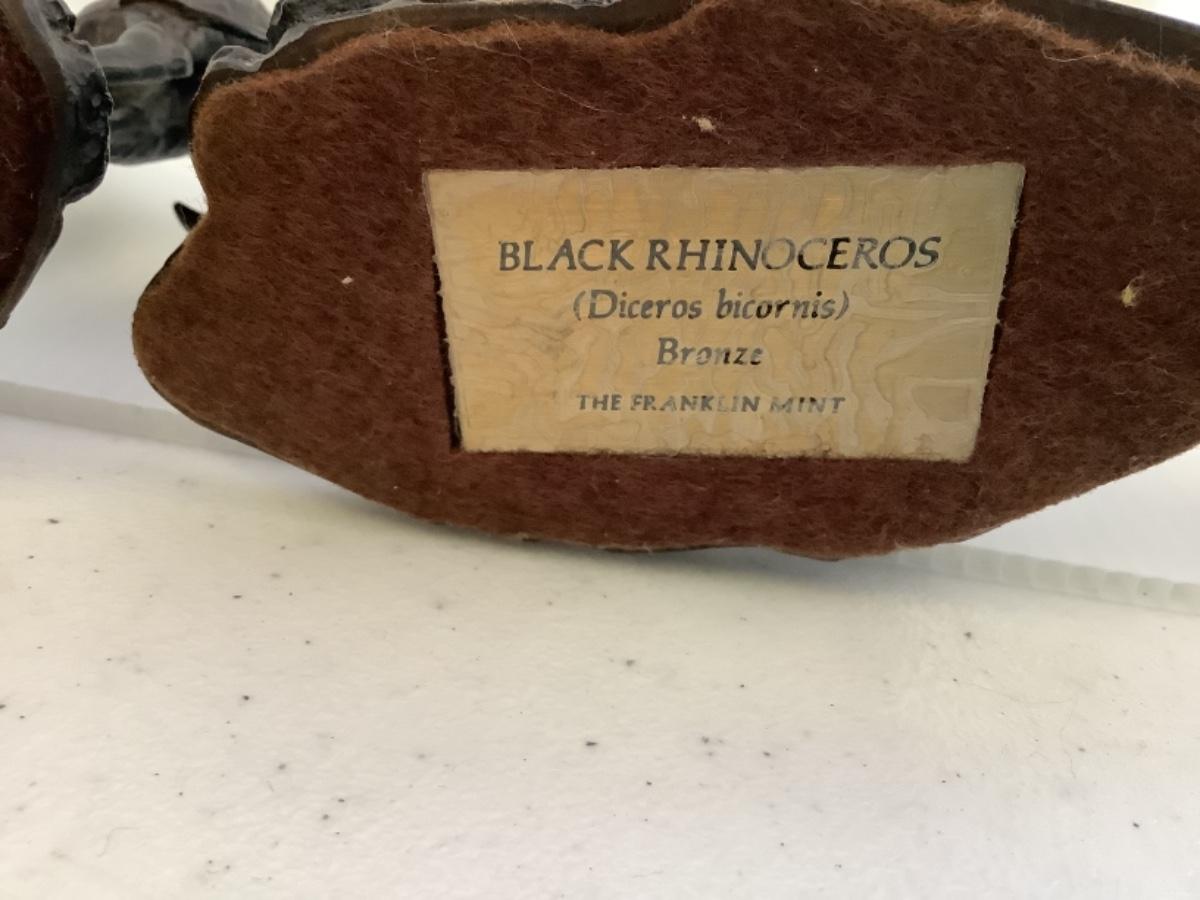 BLACK RHINOCEROS
(Diceros bicornis)
Bronze
THE FRANKLIN MINT